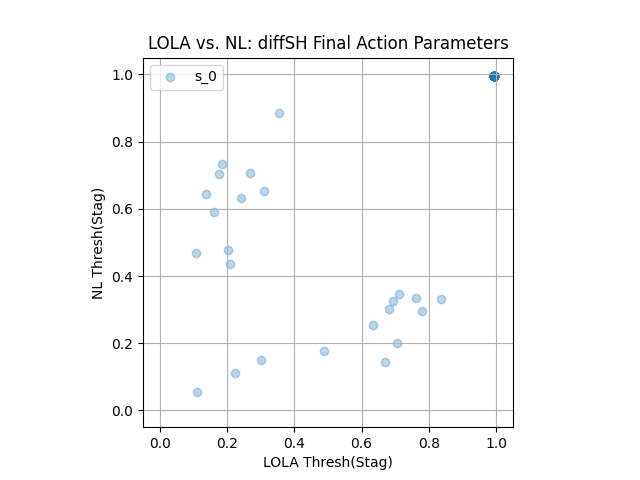 LOLA vs. NL: diffSH Final Action Parameters
s_0
1.0
0.8
0.6
0.4
0.2
0.0
NL Thresh(Stag)
0.0 0.2 0.4 0.6 0.8 1.0
LOLA Thresh(Stag)